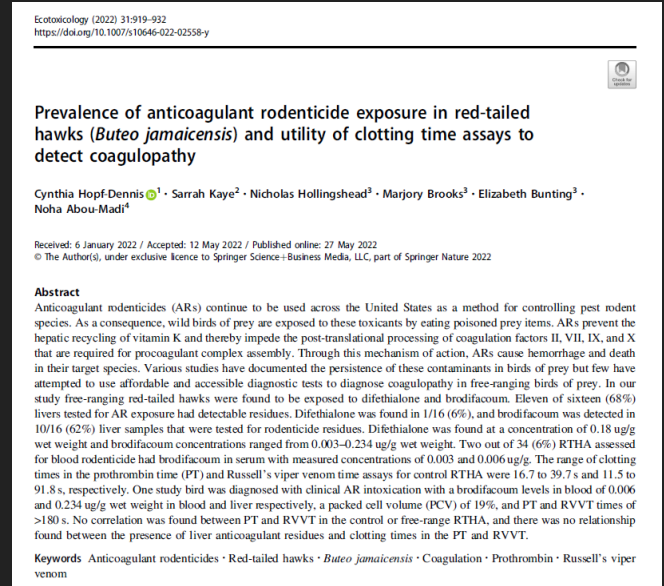 Ecotoxicology (2022) 31:919–932
https://doi.org/10.1007/s10646-022-02558-y
Check for
updates
Prevalence of anticoagulant rodenticide exposure in red-tailed
hawks (Buteo jamaicensis) and utility of clotting time assays to
detect coagulopathy
Cynthia Hopf-Dennis iD 1 · Sarrah Kaye2 · Nicholas Hollingshead3 · Marjory Brooks3 · Elizabeth Bunting3 ·
Noha Abou-Madi4
Received: 6 January 2022 / Accepted: 12 May 2022 / Published online: 27 May 2022
© The Author(s), under exclusive licence to Springer Science+Business Media, LLC, part of Springer Nature 2022
Abstract
Anticoagulant rodenticides (ARs) continue to be used across the United States as a method for controlling pest rodent
species. As a consequence, wild birds of prey are exposed to these toxicants by eating poisoned prey items. ARs prevent the
hepatic recycling of vitamin K and thereby impede the post-translational processing of coagulation factors II, VII, IX, and X
that are required for procoagulant complex assembly. Through this mechanism of action, ARs cause hemorrhage and death
in their target species. Various studies have documented the persistence of these contaminants in birds of prey but few have
attempted to use affordable and accessible diagnostic tests to diagnose coagulopathy in free-ranging birds of prey. In our
study free-ranging red-tailed hawks were found to be exposed to difethialone and brodifacoum. Eleven of sixteen (68%)
livers tested for AR exposure had detectable residues. Difethialone was found in 1/16 (6%), and brodifacoum was detected in
10/16 (62%) liver samples that were tested for rodenticide residues. Difethialone was found at a concentration of 0.18 ug/g
wet weight and brodifacoum concentrations ranged from 0.003–0.234 ug/g wet weight. Two out of 34 (6%) RTHA assessed
for blood rodenticide had brodifacoum in serum with measured concentrations of 0.003 and 0.006 ug/g. The range of clotting
times in the prothrombin time (PT) and Russell's viper venom time assays for control RTHA were 16.7 to 39.7 s and 11.5 to
91.8 s, respectively. One study bird was diagnosed with clinical AR intoxication with a brodifacoum levels in blood of 0.006
and 0.234 ug/g wet weight in blood and liver respectively, a packed cell volume (PCV) of 19%, and PT and RVVT times of
>180 s. No correlation was found between PT and RVVT in the control or free-range RTHA, and there was no relationship
found between the presence of liver anticoagulant residues and clotting times in the PT and RVVT.
Keywords Anticoagulant rodenticides · Red-tailed hawks · Buteo jamaicensis · Coagulation · Prothrombin · Russell's viper
venom